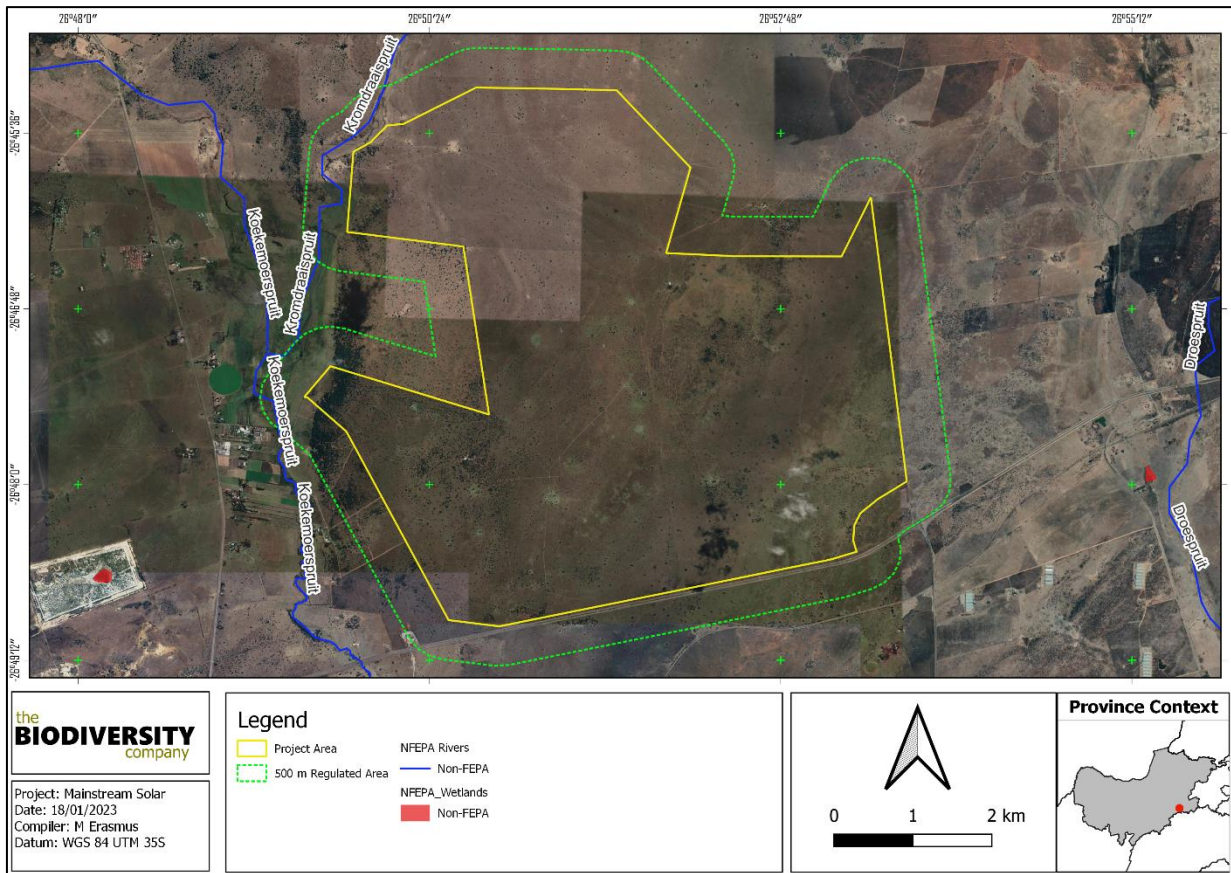 26°48′0″
26°50′24″
26°52′48″
26°55′12″
-26°45′36″
-26°46′48″
-26°48′0″
-26°49′12″
Kromdraaispruit
Koekemoerspruit
Kromdraaispruit
Koekemoerspruit
Koekemoerspruit
Droespruit
Droespruit
the
BIODIVERSITY
company
Project: Mainstream Solar
Date: 18/01/2023
Compiler: M Erasmus
Datum: WGS 84 UTM 35S
Legend
Project Area
500 m Regulated Area
NFEPA Rivers
Non-FEPA
NFEPA_Wetlands
Non-FEPA
0 1 2 km
Province Context